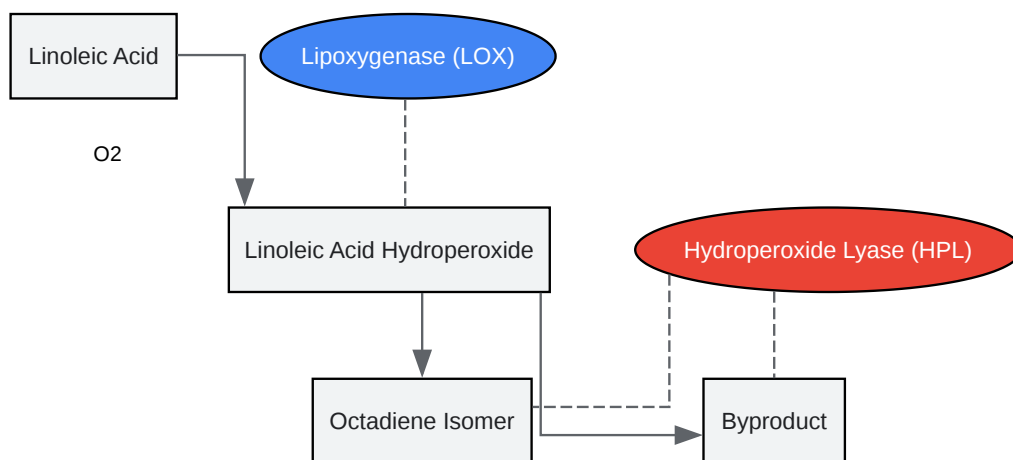 Linoleic Acid
Lipoxygenase (LOX)
O2
Linoleic Acid Hydroperoxide
Hydroperoxide Lyase (HPL)
Octadiene Isomer
Byproduct